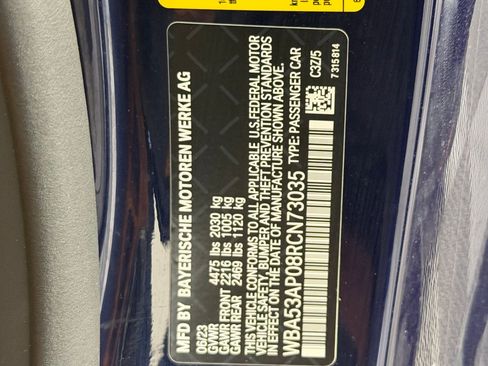 MFD BY BAYERISCHE MOTOREN WERKE AG
06/23
GVWR 4475 lbs 2030 kg
GAWR FRONT 2216 lbs 1005 kg
GAWR REAR 2469 lbs 1120 kg
THIS VEHICLE CONFORMS TO ALL APPLICABLE U.S.FEDERAL MOTOR
VEHICLE SAFETY, BUMPER AND THEFT PREVENTION STANDARDS
IN EFFECT ON THE DATE OF MANUFACTURE SHOWN ABOVE.
WBA53AP08RCN73035 TYPE: PASSENGER CAR
C3Z/5
7 315 814